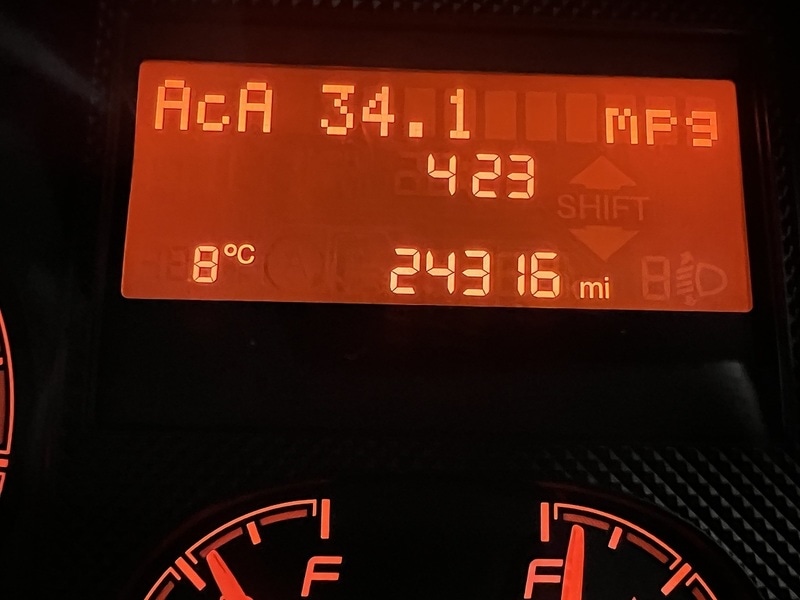 AcA 34.1 mpg
423
SHIFT
8°C 24316 mi
F F